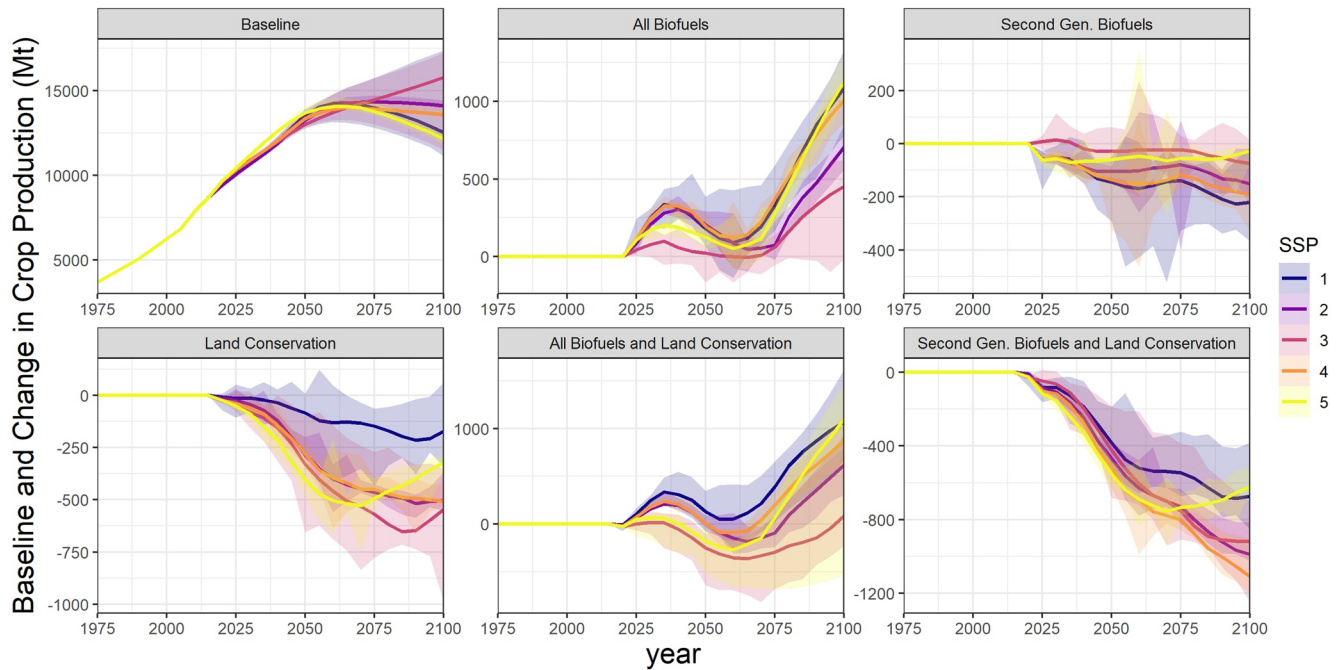 Baseline and Change in Crop Production (Mt)
Baseline
15000
10000
5000
1975 2000 2025 2050 2075 2100
All Biofuels
1000
500
0
1975 2000 2025 2050 2075 2100
Second Gen. Biofuels
200
0
-200
-400
1975 2000 2025 2050 2075 2100
Land Conservation
0
-250
-500
-750
-1000
1975 2000 2025 2050 2075 2100
All Biofuels and Land Conservation
1000
0
1975 2000 2025 2050 2075 2100
Second Gen. Biofuels and Land Conservation
0
-400
-800
-1200
1975 2000 2025 2050 2075 2100
year
SSP
1
2
3
4
5